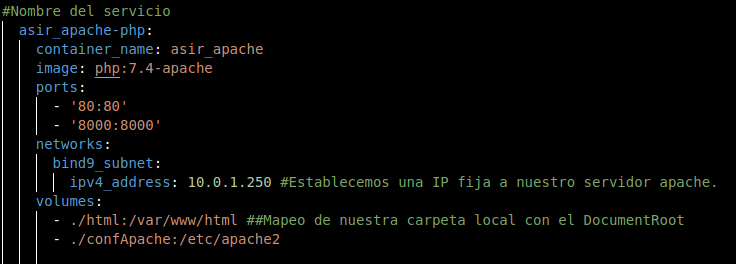 #Nombre del servicio
asir_apache-php:
container_name: asir_apache
image: php:7.4-apache
ports:
- '80:80'
- '8000:8000'
networks:
bind9_subnet:
ipv4_address: 10.0.1.250 #Establecemos una IP fija a nuestro servidor apache.
volumes:
- ./html:/var/www/html ##Mapeo de nuestra carpeta local con el DocumentRoot
- ./confApache:/etc/apache2